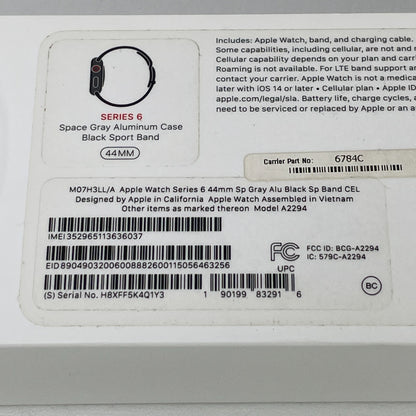 SERIES 6
Space Gray Aluminum Case
Black Sport Band
44MM
Includes: Apple Watch, band, and charging cable.
Some capabilities, including cellular, are not and m
Cellular capability depends on your plan and carri
Roaming is not available. For LTE band support an
contact your carrier. Apple Watch is not a medica
later with iOS 14 or later • Cellular plan • Apple ID
apple.com/legal/sla. Battery life, charge cycles, a
need to be serviced or replaced by Apple or an a
Carrier Part No: 6784C
M07H3LL/A Apple Watch Series 6 44mm Sp Gray Alu Black Sp Band CEL
Designed by Apple in California Apple Watch Assembled in Vietnam
Other items as marked thereon Model A2294
IMEI 352965113636037
EID 89049032006008882600115056463256
(S) Serial No. H8XFF5K4Q1Y3
UPC
1 90199 83291 6
FC
FCC ID: BCG-A2294
IC: 579C-A2294
BC